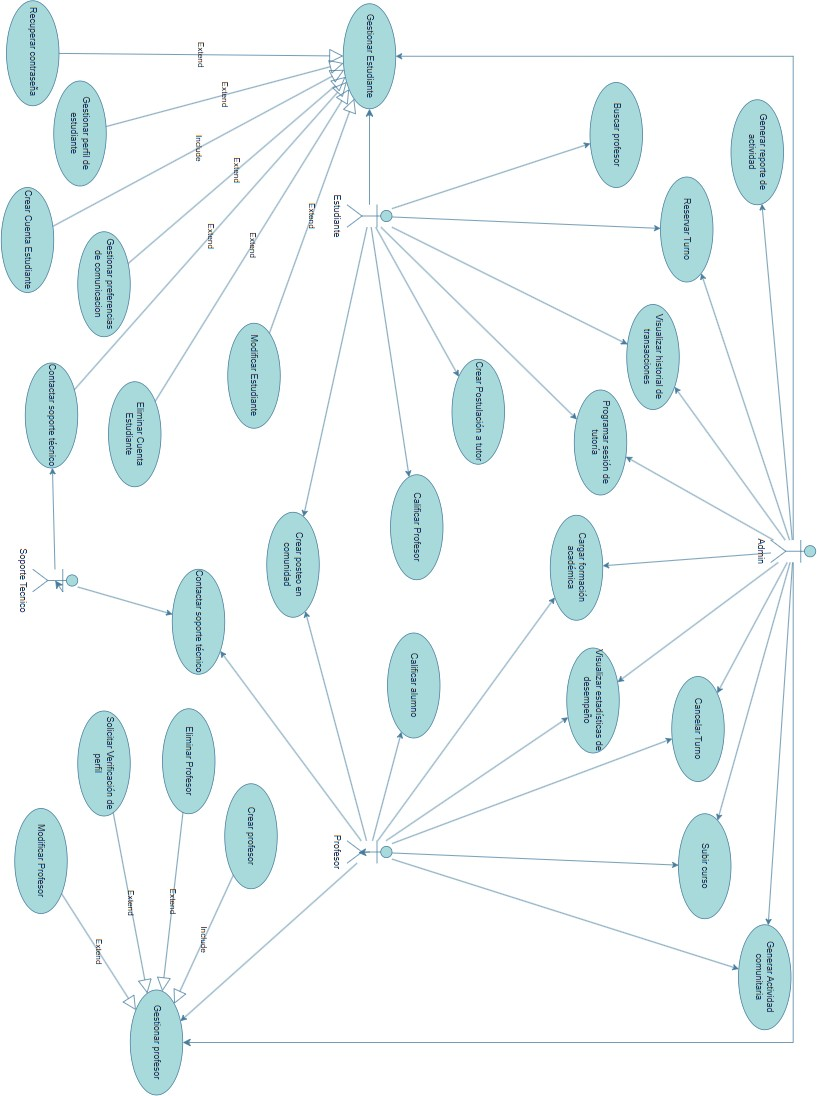 Admin
Generar reporte de
actividad
Generar Actividad
comunitaria
Reservar Turno
Subir curso
Cancelar Turno
Visualizar historial de
transacciones
Buscar profesor
Programar sesión de
tutoría
Visualizar estadísticas de
desempeño
Cargar formación
académica
Crear Postulación a tutor
Calificar Profesor
Calificar alumno
Gestionar Estudiante
Estudiante
Profesor
Extend
Crear posteo en
comunidad
Modificar Estudiante
Extend
Crear profesor
Extend
Extend
Extend
Include
Extend
Include
Contactar soporte técnico
Eliminar Profesor
Extend
Eliminar Cuenta
Estudiante
Gestionar preferencias
de comunicacion
Solicitar Verificación de
perfil
Extend
Gestionar perfil de
estudiante
Gestionar profesor
Contactar soporte técnico
Extend
Recuperar contraseña
Crear Cuenta Estudiante
Soporte Tecnico
Modificar Profesor